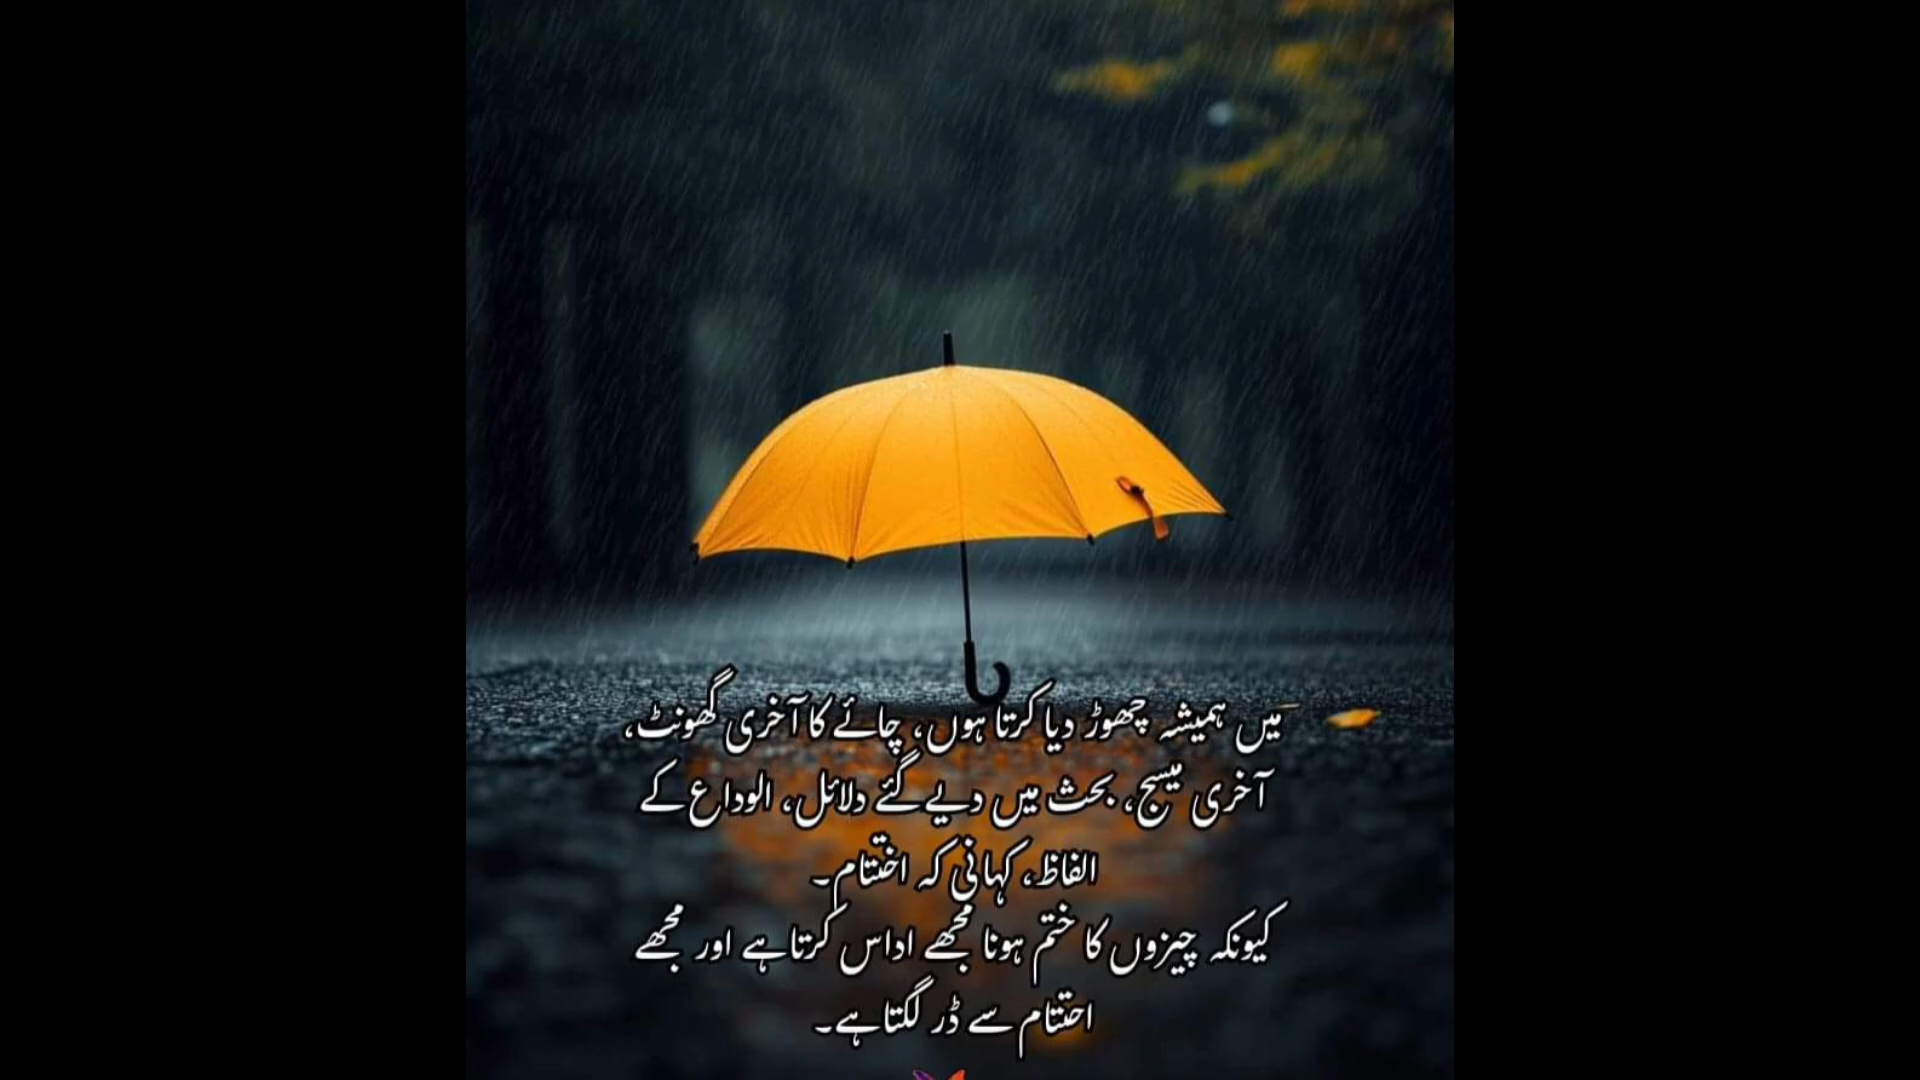 میں ہمیشہ چھوڑ دیا کرتا ہوں، چائے کا آخری گھونٹ،
آخری میسج، بحث میں دیے گئے دلائل، الوداع کے
الفاظ، کہانی کہ اختتام۔
کیونکہ چیزوں کا ختم ہونا مجھے اداس کرتا ہے اور مجھے
اختتام سے ڈر لگتا ہے۔